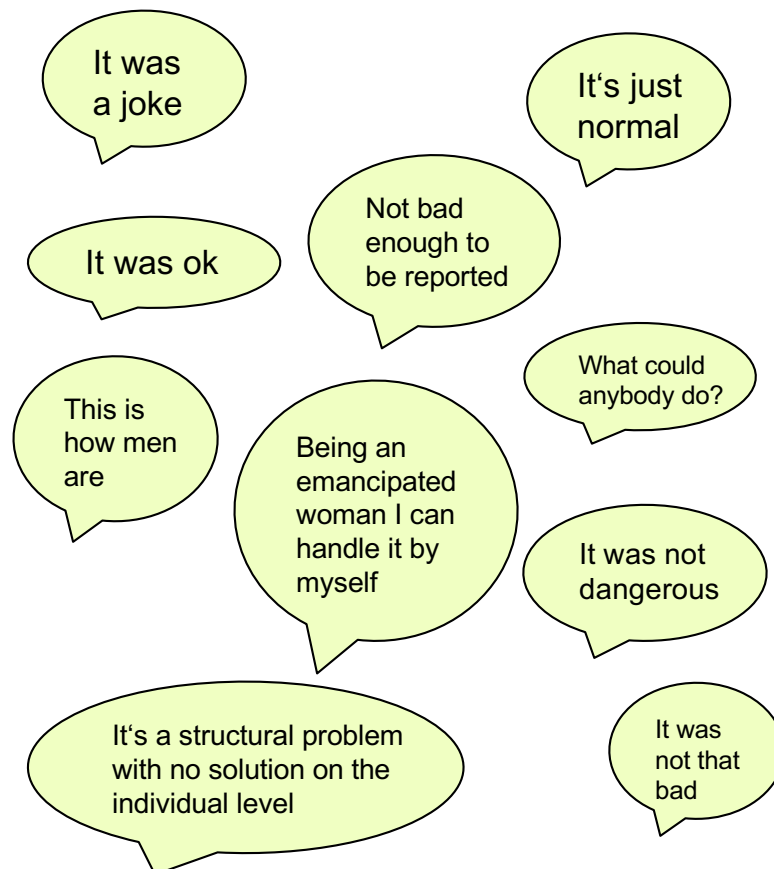 It was
a joke
It‘s just
normal
Not bad
enough to
be reported
It was ok
What could
anybody do?
This is
how men
are
Being an
emancipated
woman I can
handle it by
myself
It was not
dangerous
It‘s a structural problem
with no solution on the
individual level
It was
not that
bad